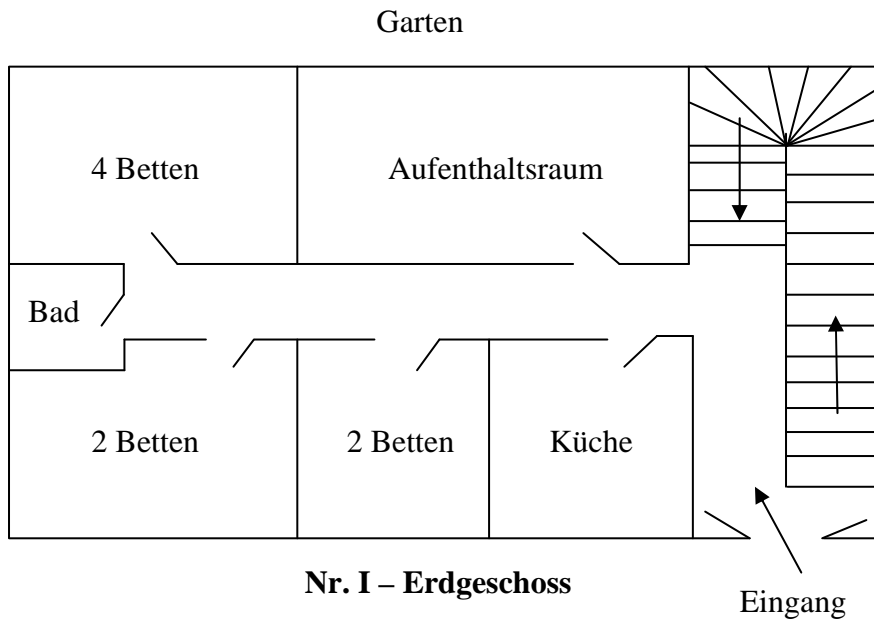 Garten
4 Betten
Aufenthaltsraum
Bad
2 Betten
2 Betten
Küche
Nr. I – Erdgeschoss
Eingang